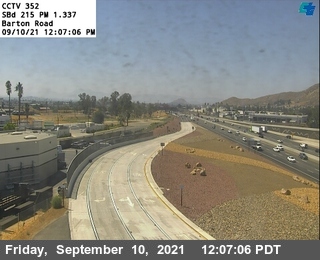 CCTV 352
SBd 215 PM 1.337
Barton Road
09/10/21 12:07:06 PM
Friday, September 10, 2021 12:07:06 PDT